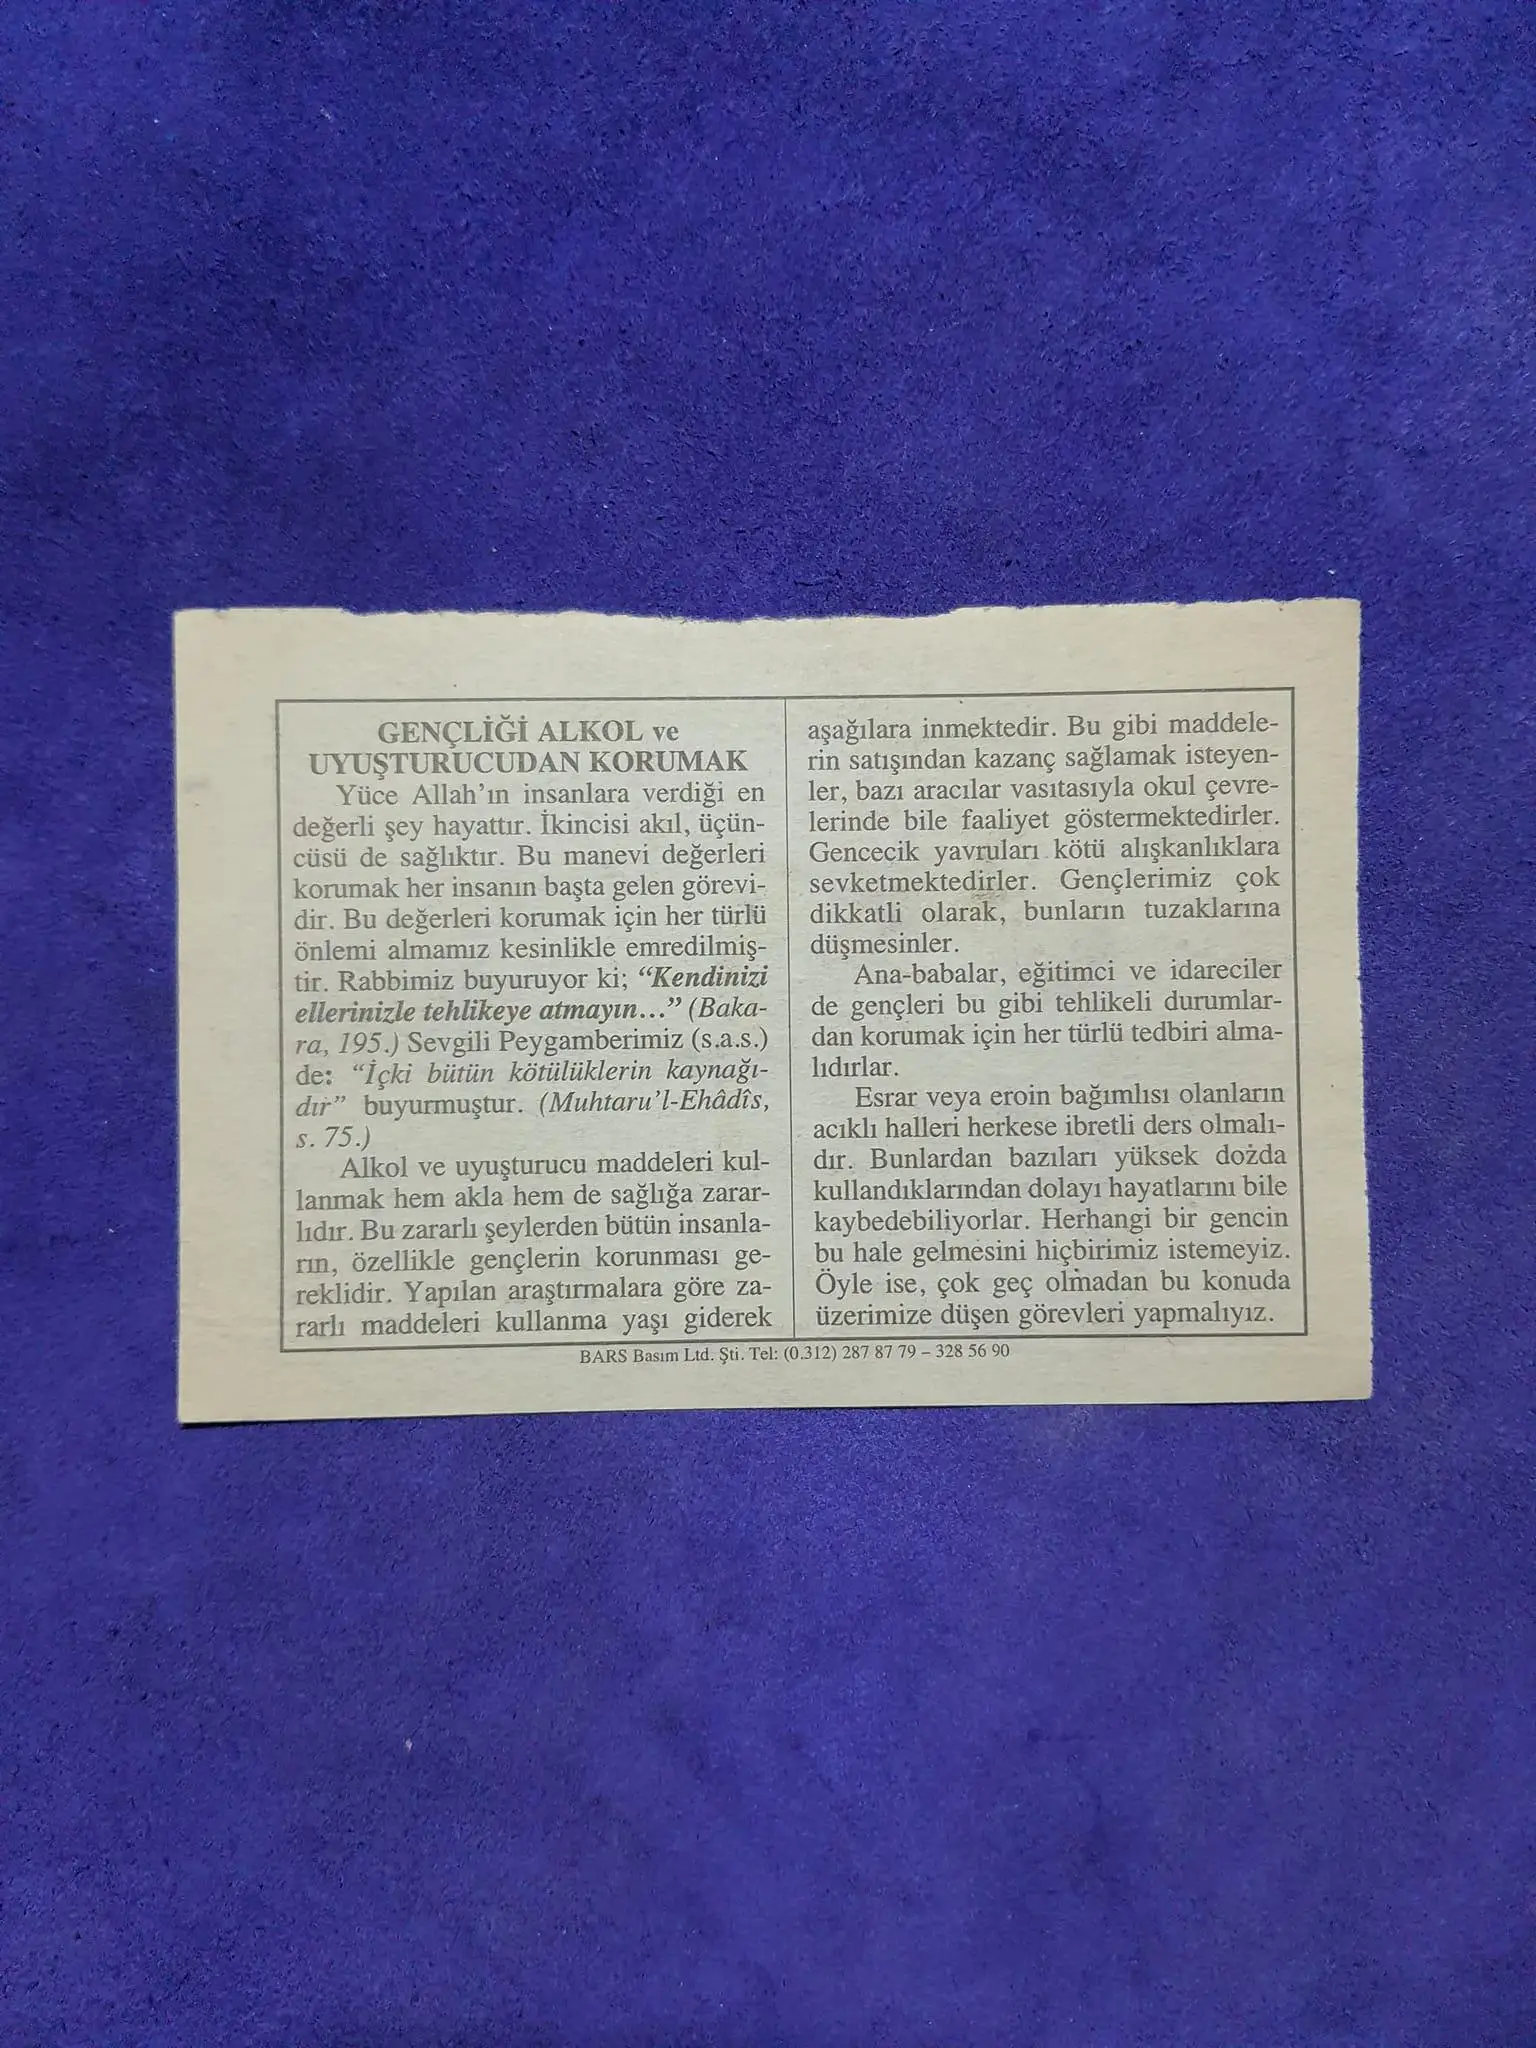 GENÇLİĞİ ALKOL ve
UYUŞTURUCUDAN KORUMAK
Yüce Allah'ın insanlara verdiği en
değerli şey hayattır. İkincisi akıl, üçün-
cüsü de sağlıktır. Bu manevi değerleri
korumak her insanın başta gelen görevi-
dir. Bu değerleri korumak için her türlü
önlemi almamız kesinlikle emredilmiş-
tir. Rabbimiz buyuruyor ki; “Kendinizi
ellerinizle tehlikeye atmayın...” (Baka-
ra, 195.) Sevgili Peygamberimiz (s.a.s.)
de: “İçki bütün kötülüklerin kaynağı-
dır” buyurmuştur. (Muhtaru'l-Ehâdîs,
s. 75.)
Alkol ve uyuşturucu maddeleri kul-
lanmak hem akla hem de sağlığa zarar-
lıdır. Bu zararlı şeylerden bütün insanla-
rın, özellikle gençlerin korunması ge-
reklidir. Yapılan araştırmalara göre za-
rarlı maddeleri kullanma yaşı giderek
aşağılara inmektedir. Bu gibi maddele-
rin satışından kazanç sağlamak isteyen-
ler, bazı aracılar vasıtasıyla okul çevre-
lerinde bile faaliyet göstermektedirler.
Gencecik yavruları kötü alışkanlıklara
sevketmektedirler. Gençlerimiz çok
dikkatli olarak, bunların tuzaklarına
düşmesinler.
Ana-babalar, eğitimci ve idareciler
de gençleri bu gibi tehlikeli durumlar-
dan korumak için her türlü tedbiri alma-
lıdırlar.
Esrar veya eroin bağımlısı olanların
acıklı halleri herkese ibretli ders olmalı-
dır. Bunlardan bazıları yüksek dozda
kullandıklarından dolayı hayatlarını bile
kaybedebiliyorlar. Herhangi bir gencin
bu hale gelmesini hiçbirimiz istemeyiz.
Öyle ise, çok geç olmadan bu konuda
üzerimize düşen görevleri yapmalıyız.
BARS Basım Ltd. Şti. Tel: (0.312) 287 87 79 – 328 56 90